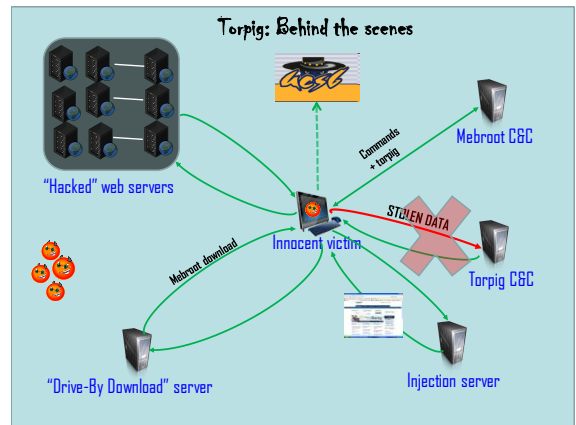 Torpig: Behind the scenes
ucsb
Mebroot C&C
Commands
+ torpig
"Hacked" web servers
STOLEN DATA
Innocent victim
Torpig C&C
Mebroot download
"Drive-By Download" server
Injection server